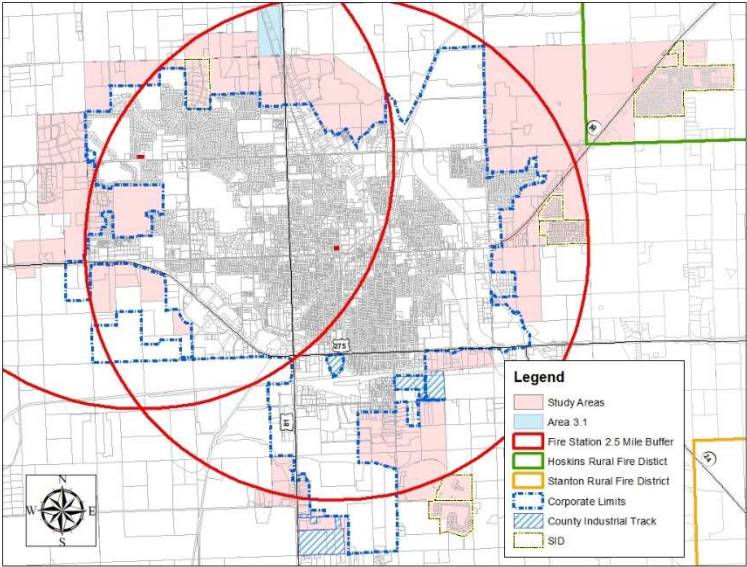 35
275
81
24
N
W E
S
Legend
Study Areas
Area 3.1
Fire Station 2.5 Mile Buffer
Hoskins Rural Fire Distict
Stanton Rural Fire District
Corporate Limits
County Industrial Track
SID